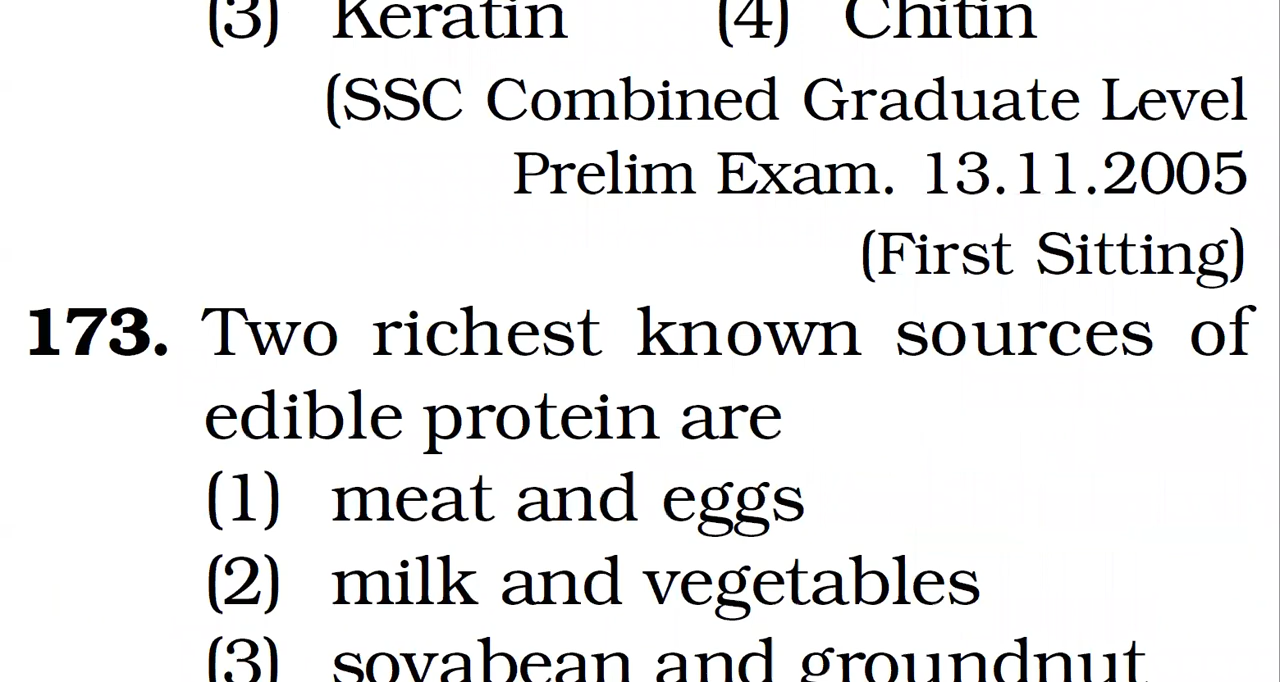 (3) Keratin (4) Chitin
(SSC Combined Graduate Level
Prelim Exam. 13.11.2005
(First Sitting)
173. Two richest known sources of
edible protein are
(1) meat and eggs
(2) milk and vegetables
(3) soyabean and groundnut